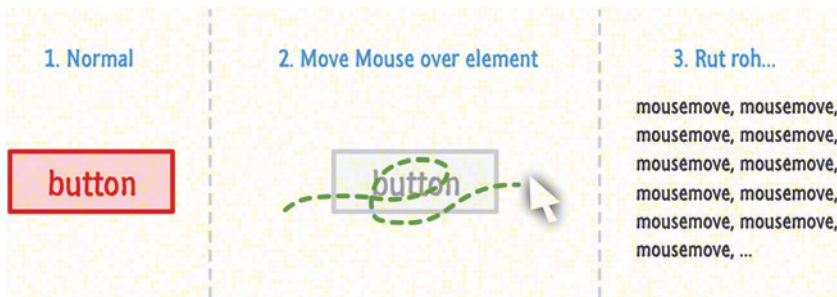 1. Normal
button
2. Move Mouse over element
button
3. Rut roh...
mousemove, mousemove,
mousemove, mousemove,
mousemove, mousemove,
mousemove, mousemove,
mousemove, mousemove,
mousemove, ...